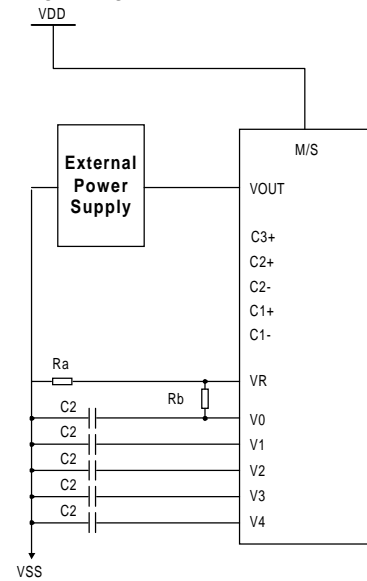 VDD
M/S
External
Power
Supply
VOUT
C3+
C2+
C2-
C1+
C1-
Ra
VR
Rb
C2
V0
C2
V1
C2
V2
C2
V3
C2
V4
VSS